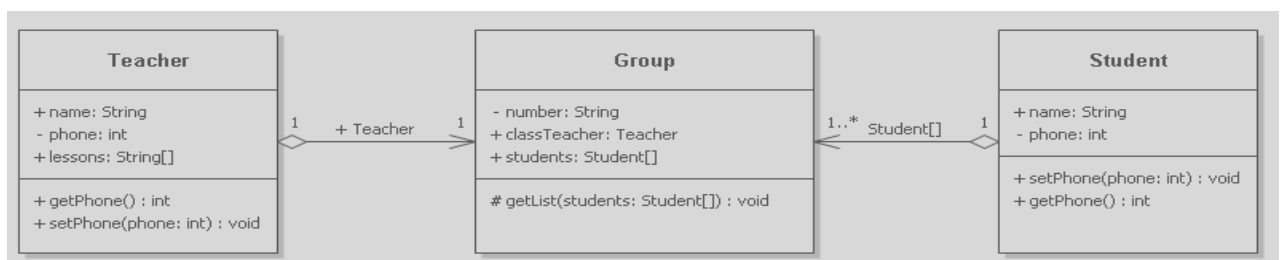 Teacher
+ name: String
- phone: int
+ lessons: String[]
+ getPhone() : int
+ setPhone(phone: int) : void
1
+ Teacher
1
Group
- number: String
+ classTeacher: Teacher
+ students: Student[]
# getList(students: Student[]) : void
1..*
Student[]
1
Student
+ name: String
- phone: int
+ setPhone(phone: int) : void
+ getPhone() : int